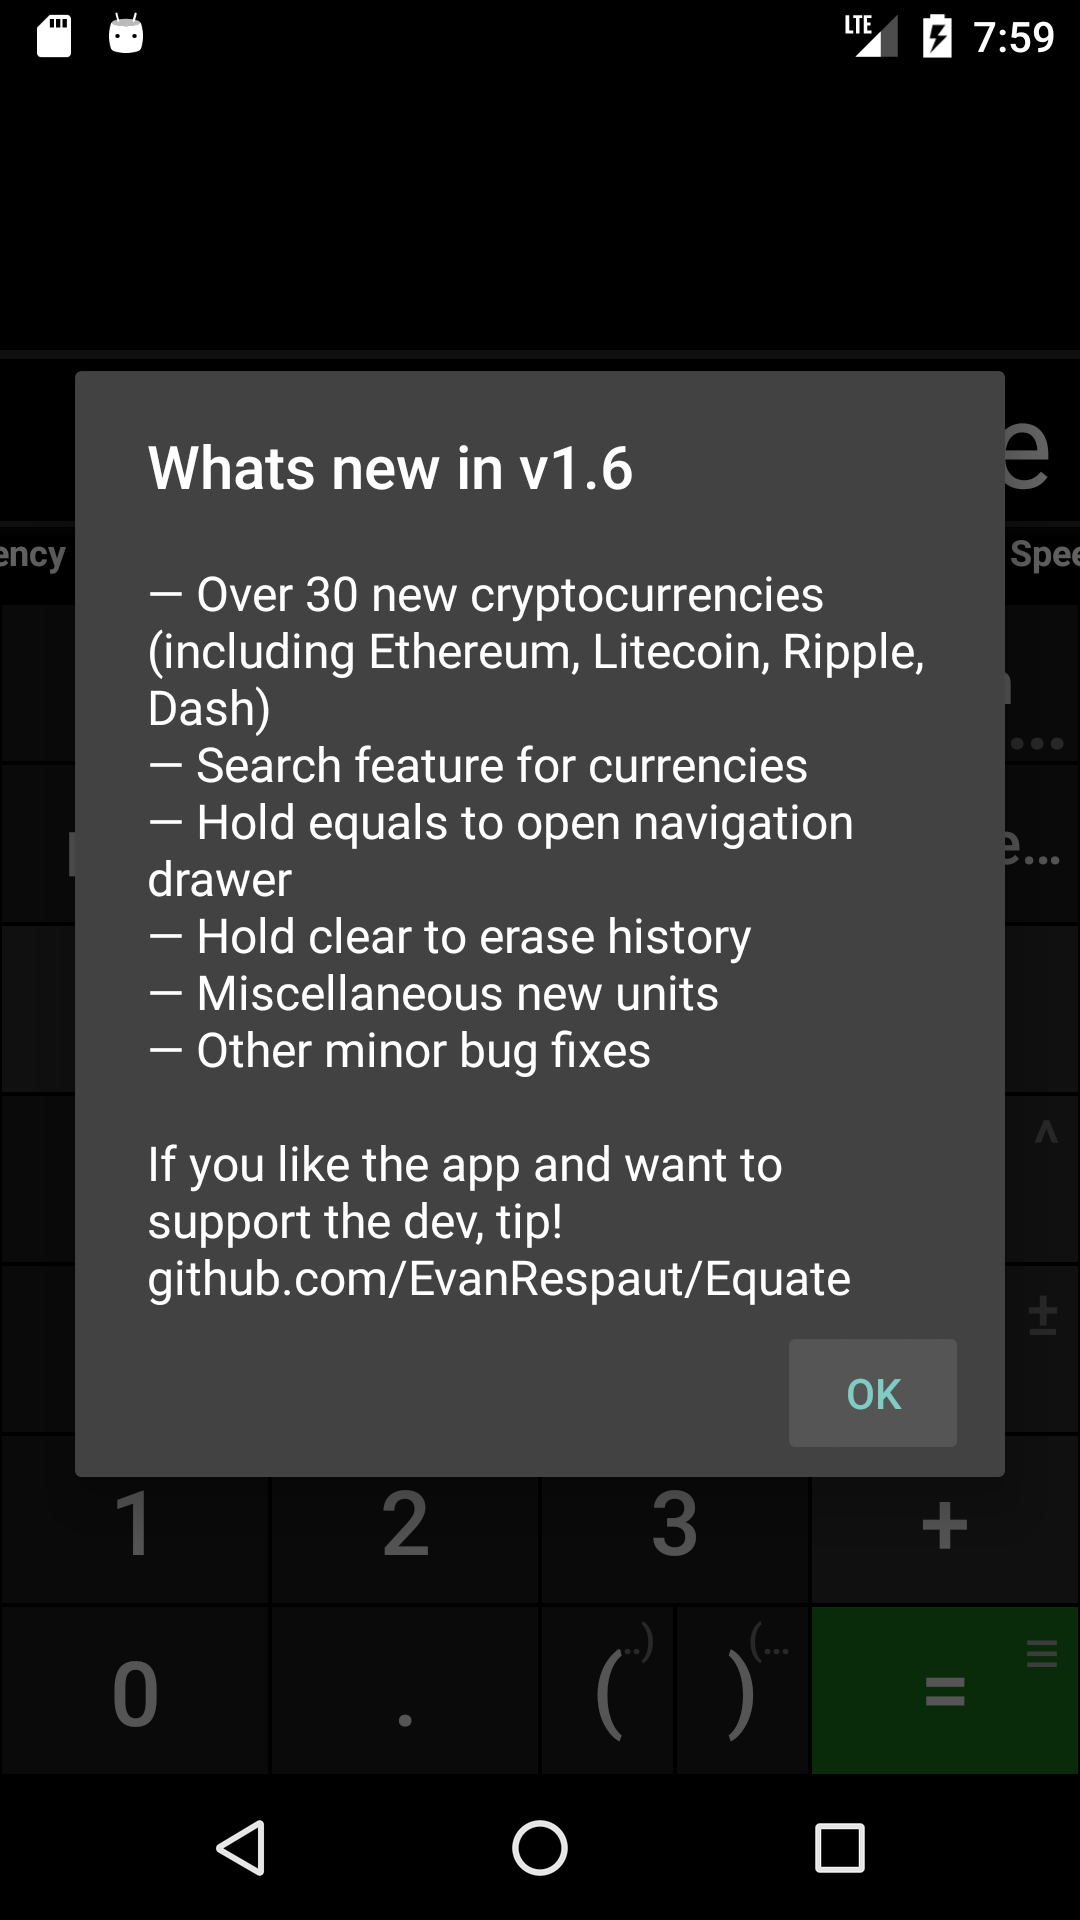 LTE 7:59
e
Whats new in v1.6
ency
Spee
— Over 30 new cryptocurrencies
(including Ethereum, Litecoin, Ripple,
Dash)
— Search feature for currencies
— Hold equals to open navigation
drawer
— Hold clear to erase history
— Miscellaneous new units
— Other minor bug fixes
If you like the app and want to
support the dev, tip!
github.com/EvanRespaut/Equate
...
e...
^
±
OK
1 2 3 +
..) (...
0 . ( ) =